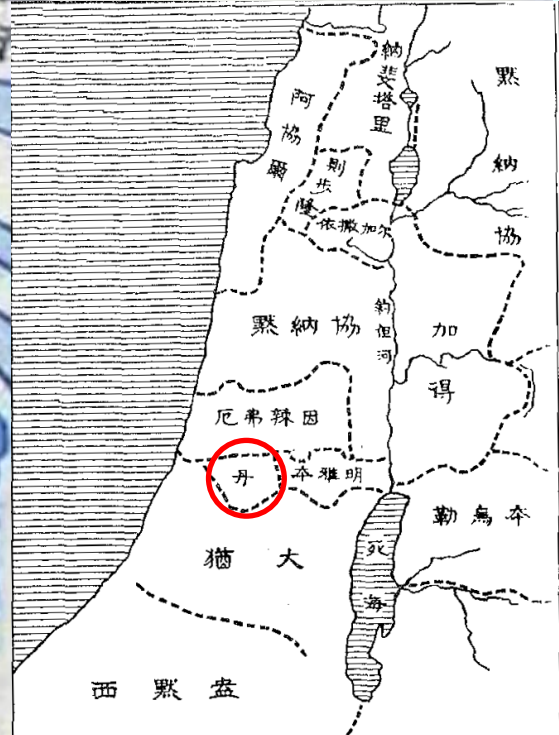 納斐塔里
默納協
阿協爾
則步隆
依撒加尔
默納協
約但河
加得
厄弗辣因
丹
本雅明
勒烏本
猶大
死海
西默盎